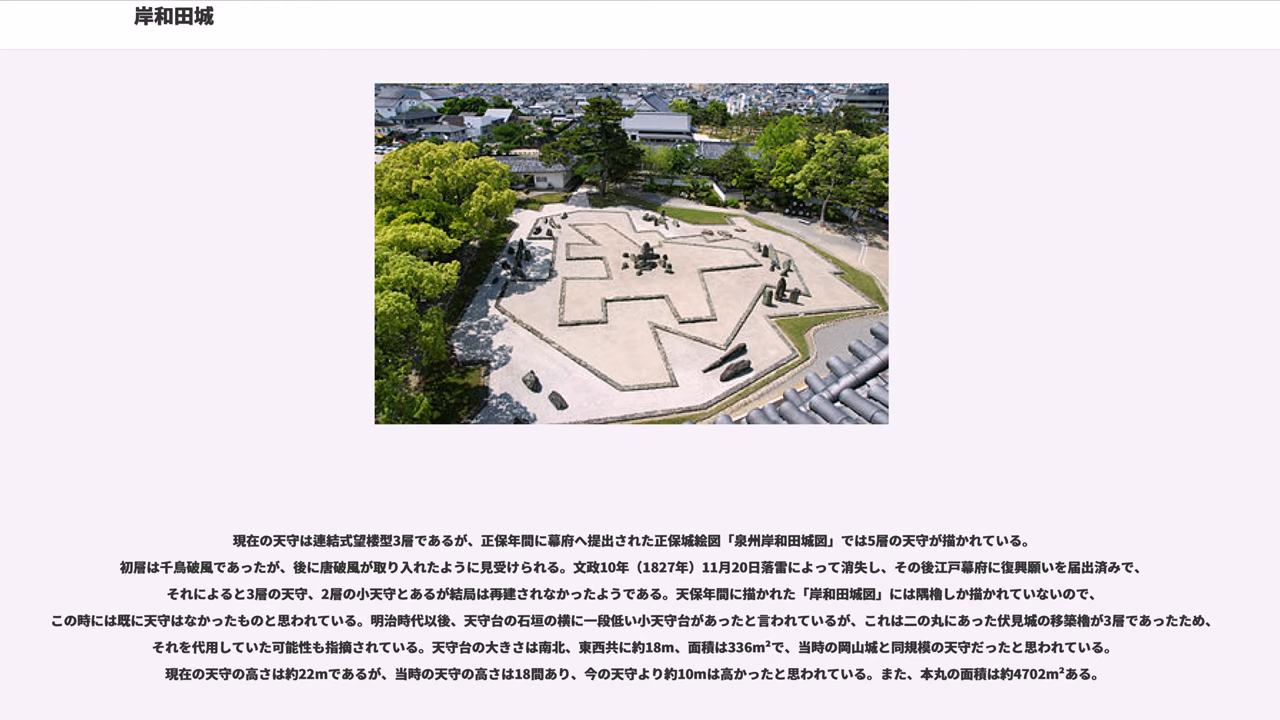 岸和田城
現在の天守は連結式望楼型3層であるが、正保年間に幕府へ提出された正保城絵図「泉州岸和田城図」では5層の天守が描かれている。
初層は千鳥破風であったが、後に唐破風が取り入れたように見受けられる。文政10年（1827年）11月20日落雷によって消失し、その後江戸幕府に復興願いを届出済みで、
それによると3層の天守、2層の小天守とあるが結局は再建されなかったようである。天保年間に描かれた「岸和田城図」には隅櫓しか描かれていないので、
この時には既に天守はなかったものと思われている。明治時代以後、天守台の石垣の横に一段低い小天守台があったと言われているが、これは二の丸にあった伏見城の移築櫓が3層であったため、
それを代用していた可能性も指摘されている。天守台の大きさは南北、東西共に約18m、面積は336m²で、当時の岡山城と同規模の天守だったと思われている。
現在の天守の高さは約22mであるが、当時の天守の高さは18間あり、今の天守より約10mは高かったと思われている。また、本丸の面積は約4702m²ある。